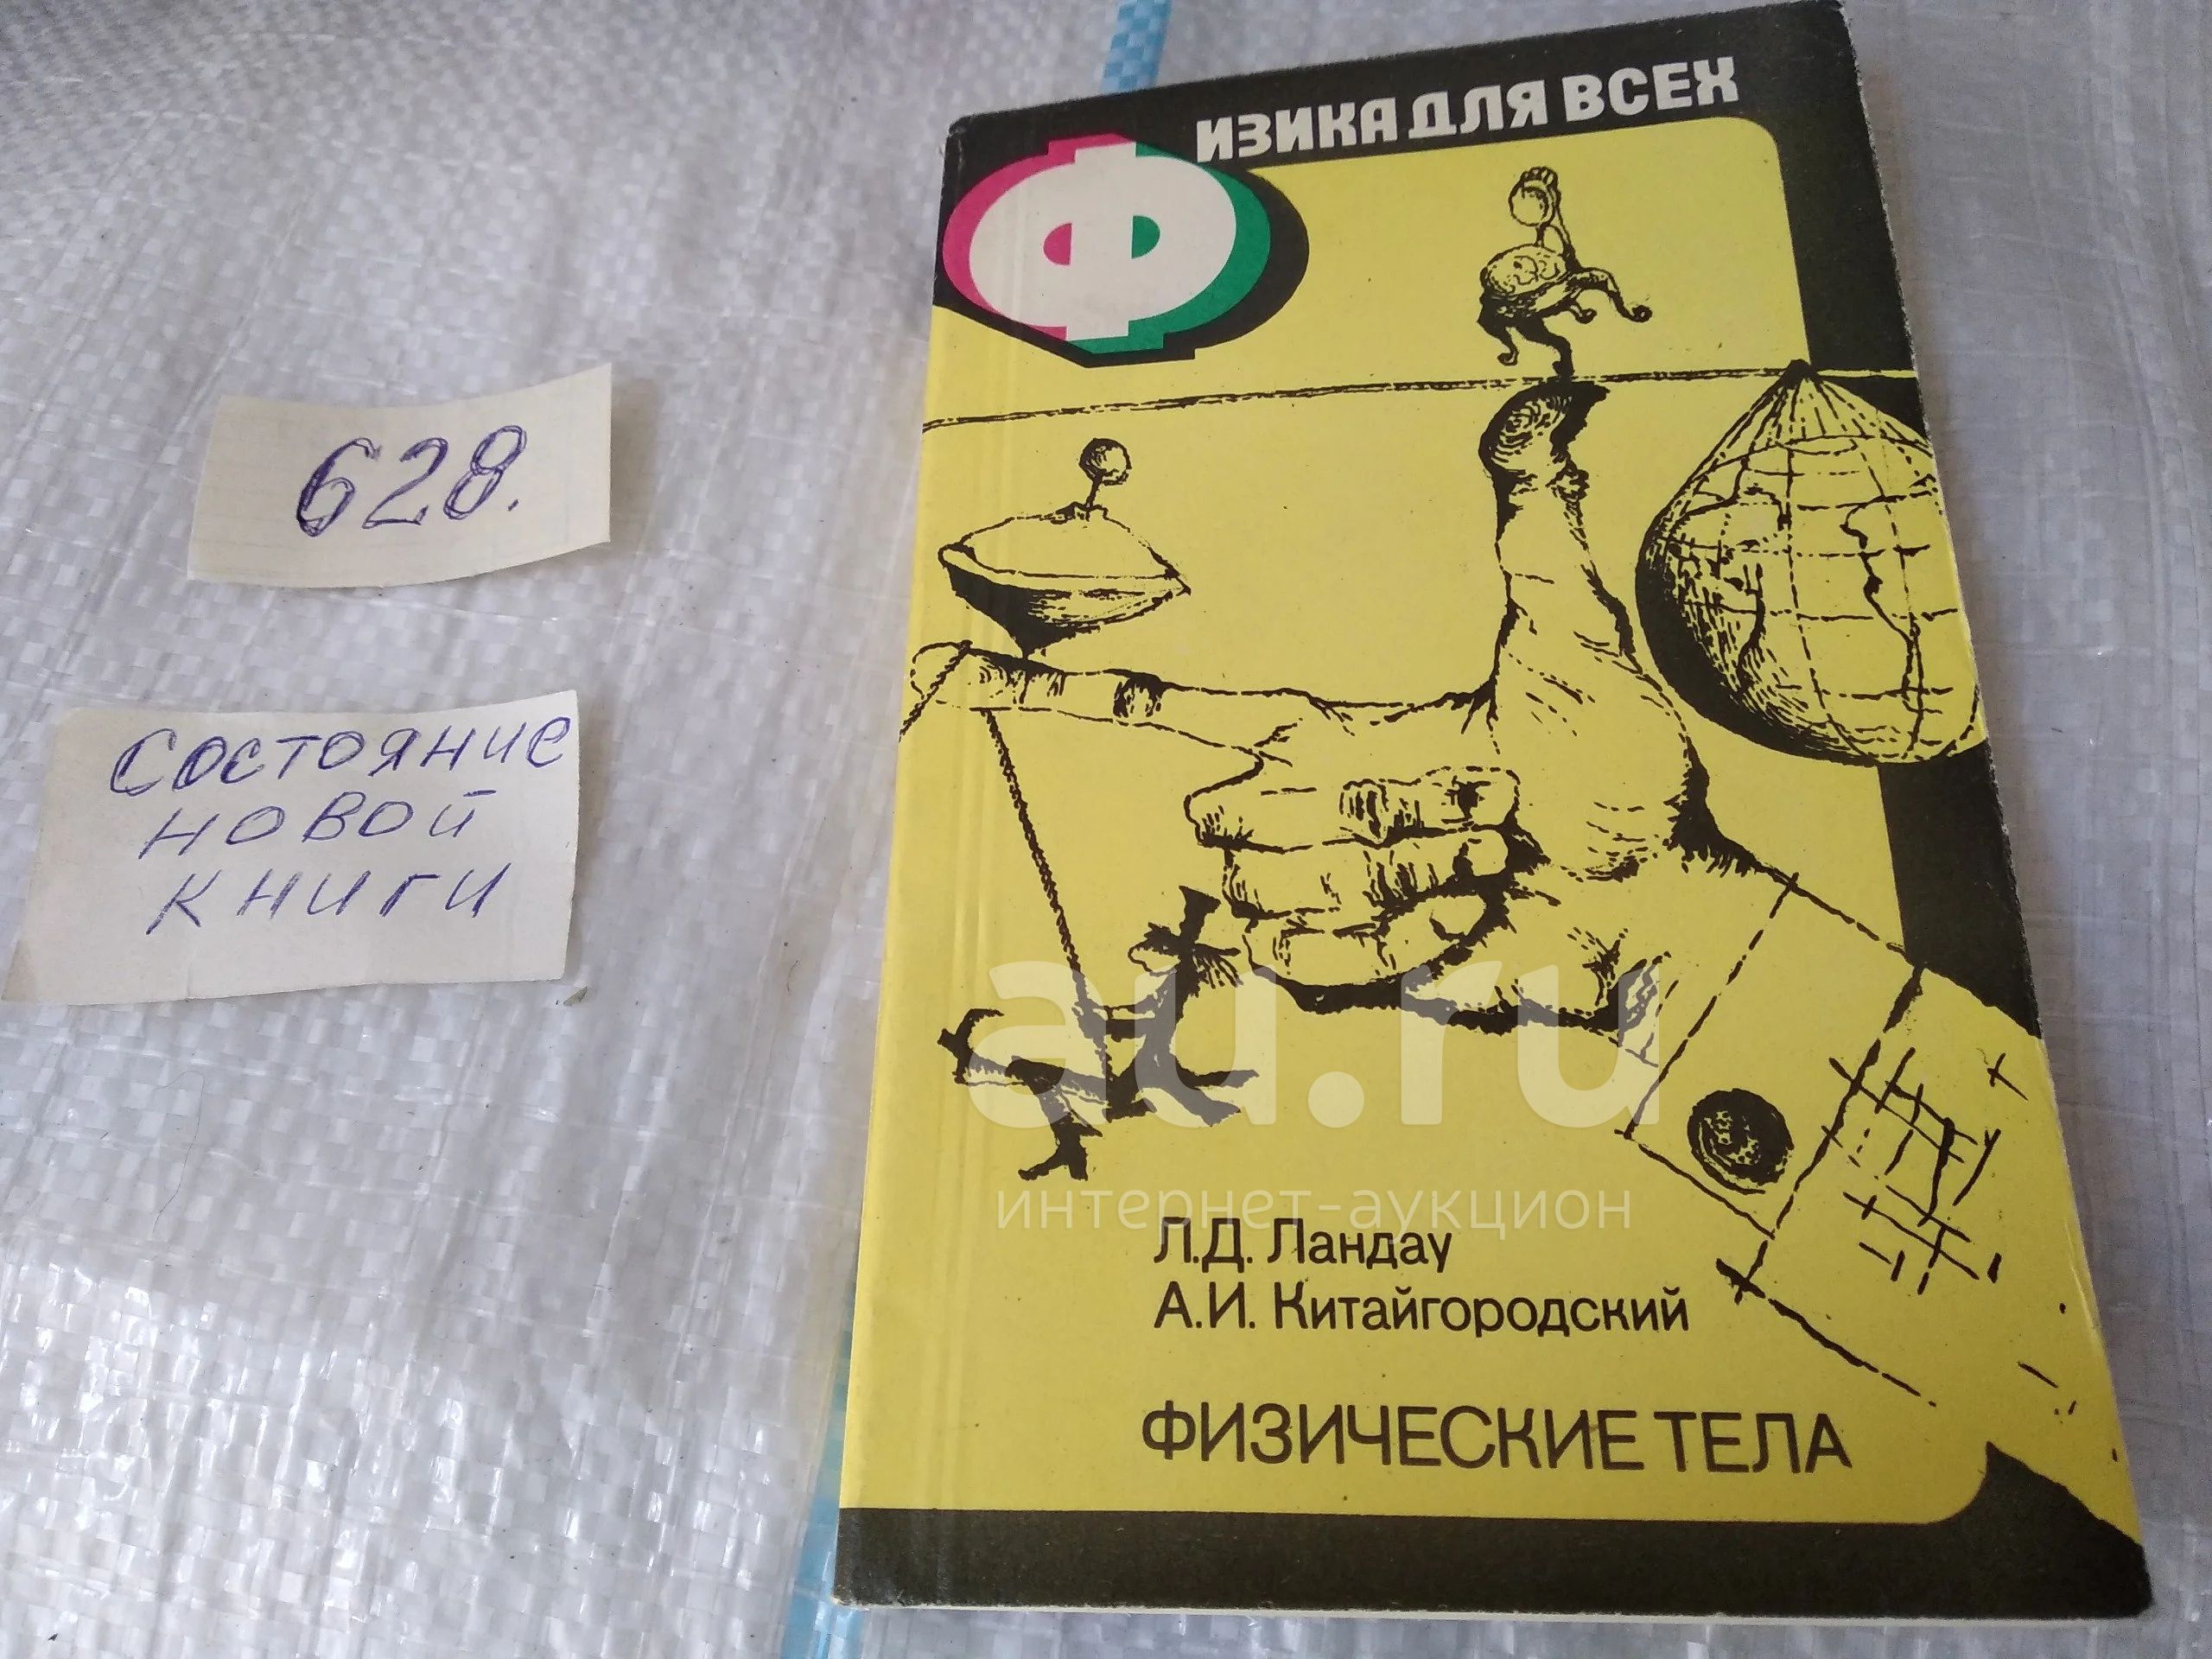 ФИЗИКА ДЛЯ ВСЕХ
628.
Состояние
новой
книги
au.ru
интернет-аукцион
Л.Д. Ландау
А.И. Китайгородский
ФИЗИЧЕСКИЕ ТЕЛА